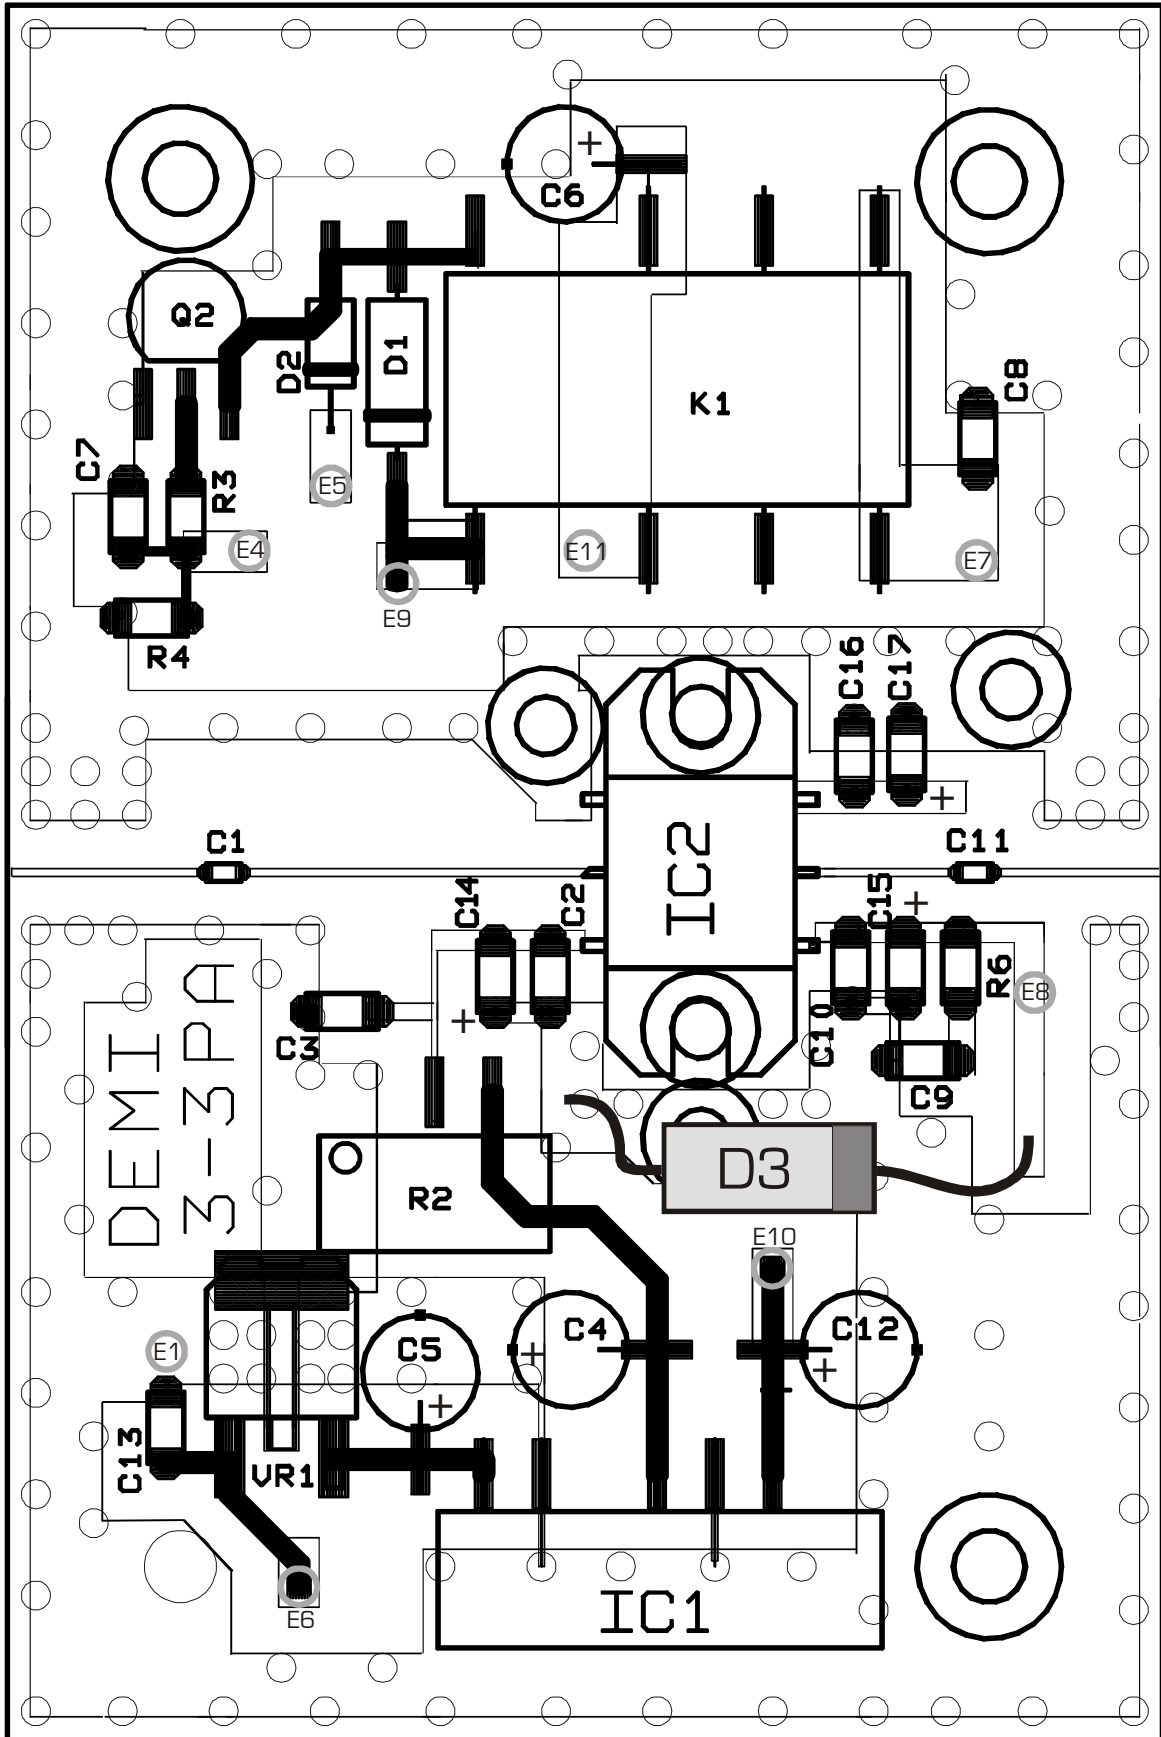 +
C6
Q2
D2
D1
K1
C8
C7
R3
E5
E4
E11
E7
E9
R4
C16
C17
+
C1
IC2
C11
C14
C2
C15
+
R6
E8
+
C3
C10
C9
DEMI
3-3PA
D3
R2
E10
E1
C5
C4
C12
+
+
+
C13
VR1
IC1
E6